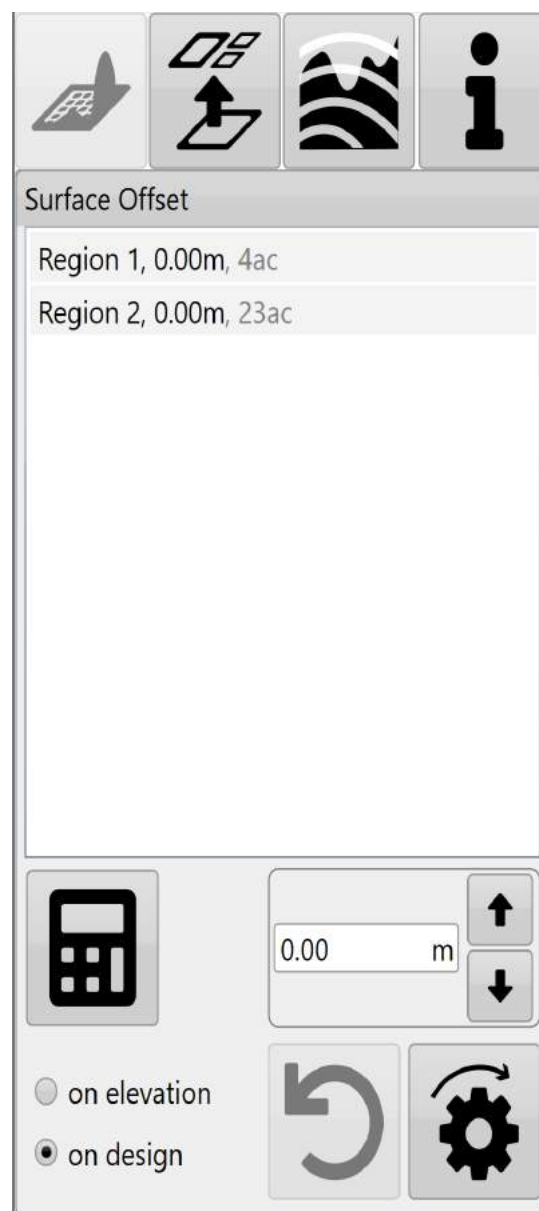 Surface Offset
Region 1, 0.00m, 4ac
Region 2, 0.00m, 23ac
0.00 m
on elevation
on design